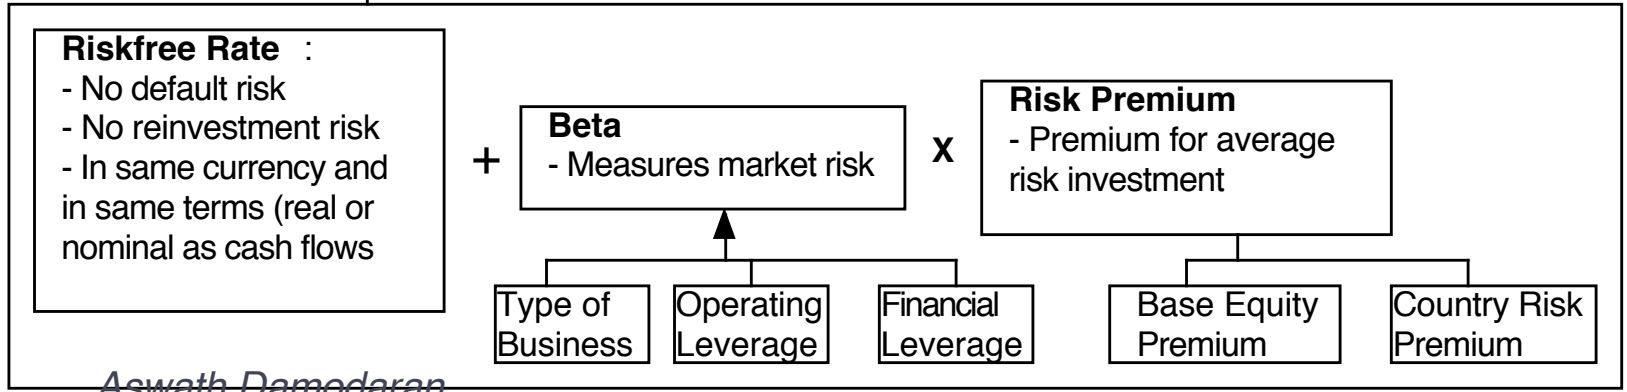 Riskfree Rate :
- No default risk
- No reinvestment risk
- In same currency and
in same terms (real or
nominal as cash flows
+
Beta
- Measures market risk
X
Risk Premium
- Premium for average
risk investment
Type of
Business
Operating
Leverage
Financial
Leverage
Base Equity
Premium
Country Risk
Premium
Aswath Damodaran